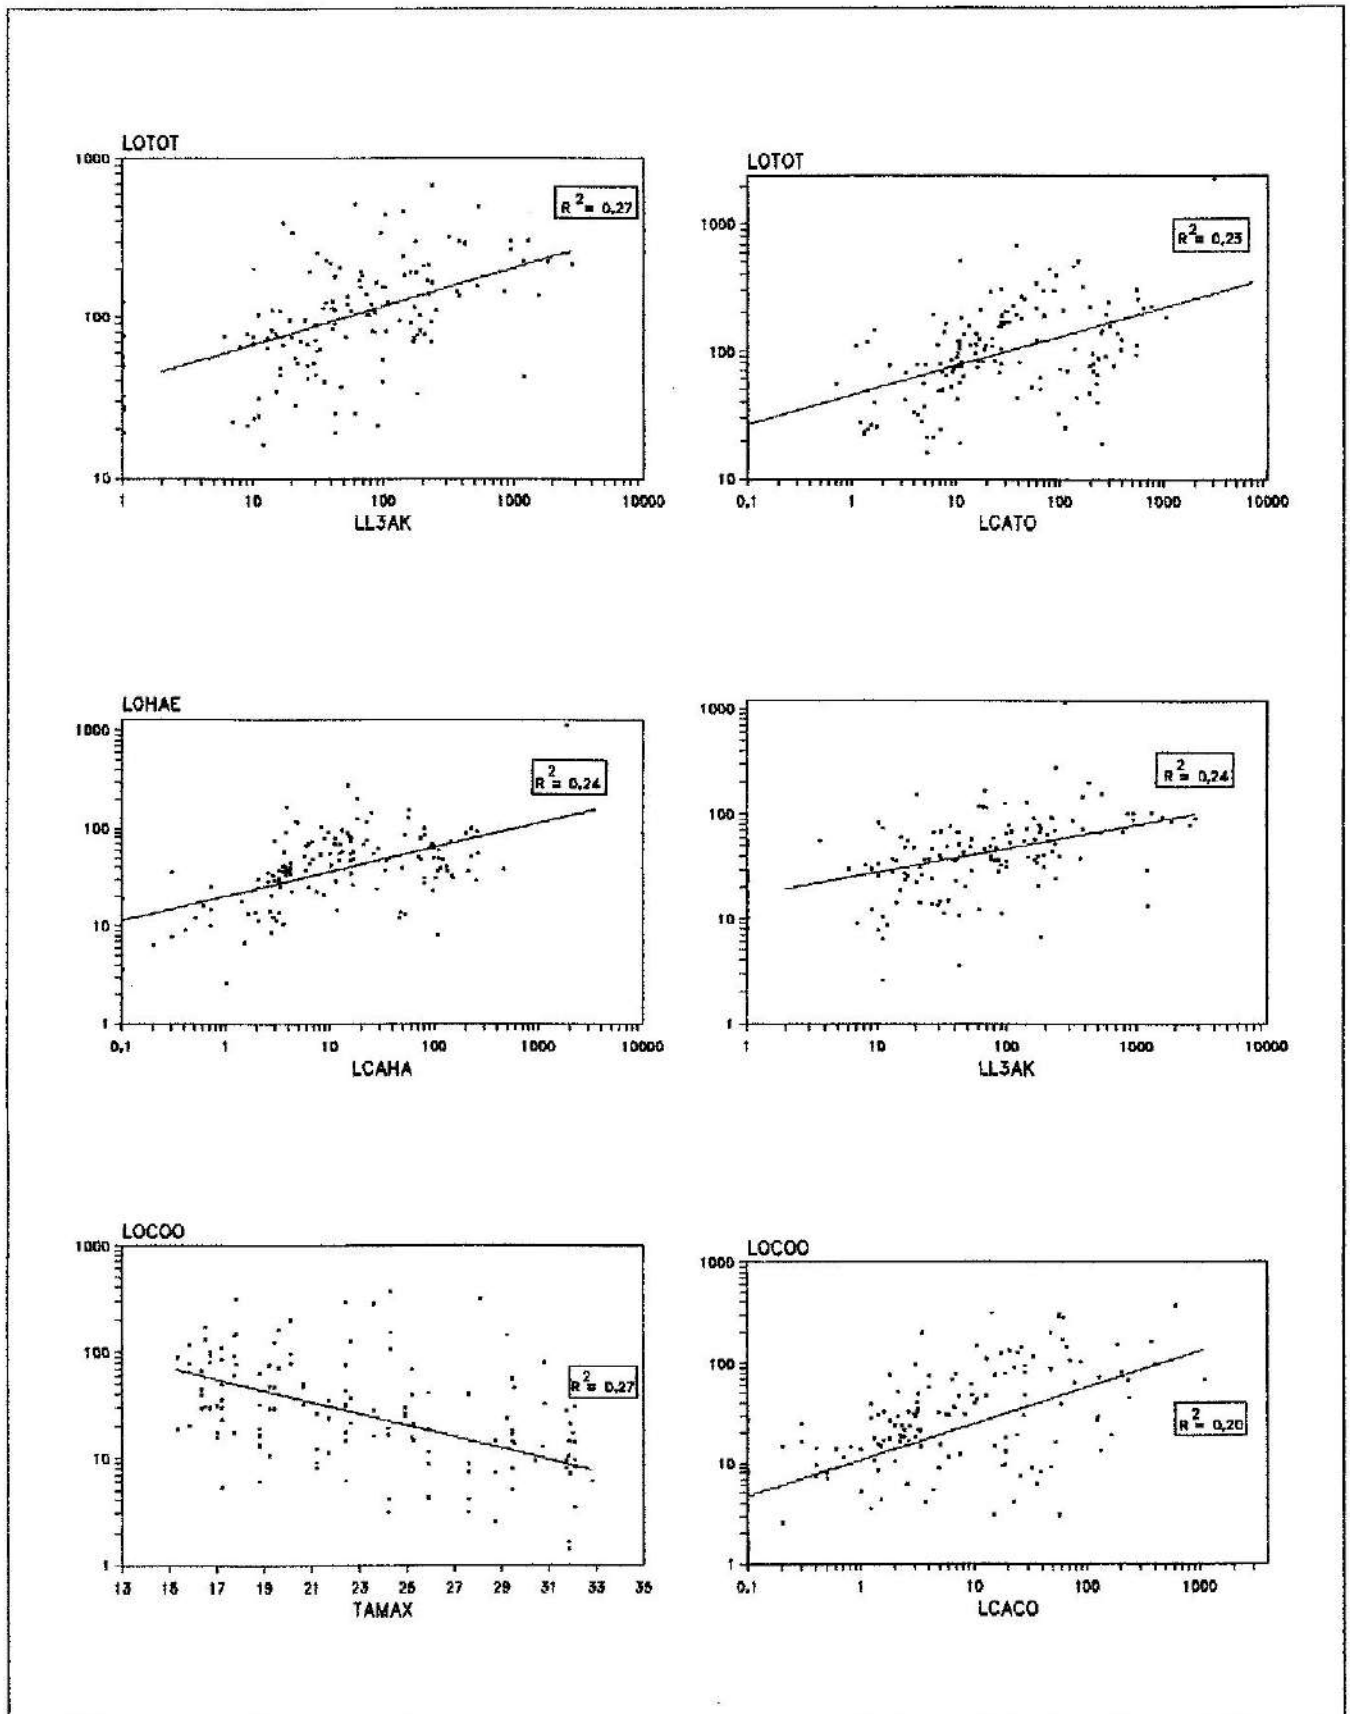 LOTOT
1000
100
10
R² = 0,27
1 10 100 1000 10000
LL3AK
LOTOT
1000
100
10
R² = 0,23
0,1 1 10 100 1000 10000
LCATO
LOHAE
1000
100
10
1
R² = 0,24
0,1 1 10 100 1000 10000
LCAHA
1000
100
10
1
R² = 0,24
1 10 100 1000 10000
LL3AK
LOCOO
1000
100
10
1
R² = 0,27
13 15 17 19 21 23 25 27 29 31 33 35
TAMAX
LOCOO
1000
100
10
1
R² = 0,20
0,1 1 10 100 1000
LCACO